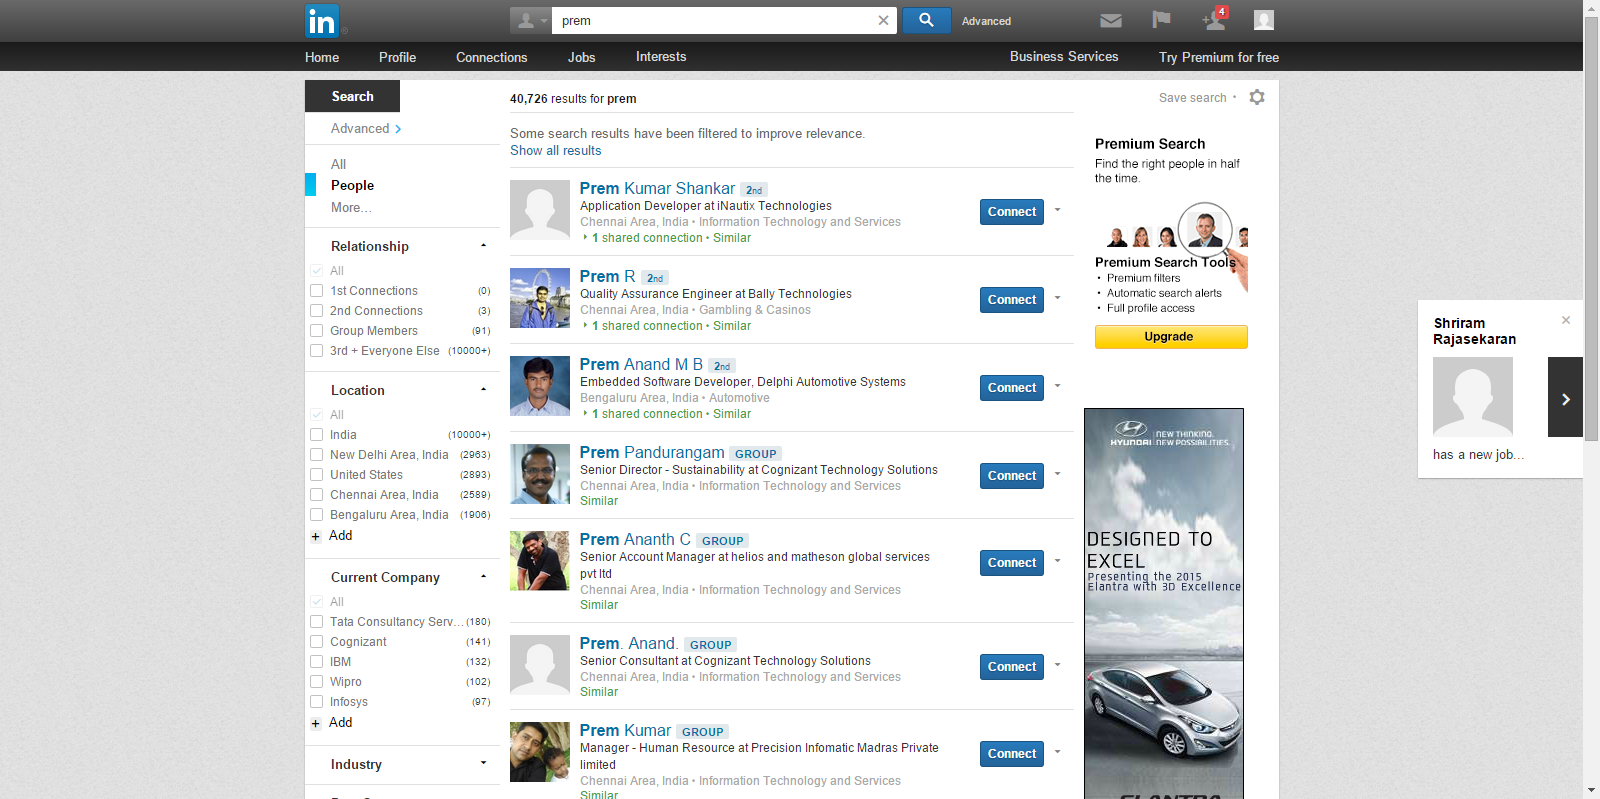 in
prem
Advanced
4
Home
Profile
Connections
Jobs
Interests
Business Services
Try Premium for free
Search
Advanced
All
People
More...
Relationship
All
1st Connections (0)
2nd Connections (3)
Group Members (91)
3rd + Everyone Else (10000+)
Location
All
India (10000+)
New Delhi Area, India (2963)
United States (2893)
Chennai Area, India (2589)
Bengaluru Area, India (1906)
+ Add
Current Company
All
Tata Consultancy Serv... (180)
Cognizant (141)
IBM (132)
Wipro (102)
Infosys (97)
+ Add
Industry
40,726 results for prem
Save search
Some search results have been filtered to improve relevance.
Show all results
Prem Kumar Shankar 2nd
Application Developer at iNautix Technologies
Chennai Area, India • Information Technology and Services
1 shared connection • Similar
Connect
Prem R 2nd
Quality Assurance Engineer at Bally Technologies
Chennai Area, India • Gambling & Casinos
1 shared connection • Similar
Connect
Prem Anand M B 2nd
Embedded Software Developer, Delphi Automotive Systems
Bengaluru Area, India • Automotive
1 shared connection • Similar
Connect
Prem Pandurangam GROUP
Senior Director - Sustainability at Cognizant Technology Solutions
Chennai Area, India • Information Technology and Services
Similar
Connect
Prem Ananth C GROUP
Senior Account Manager at helios and matheson global services
pvt ltd
Chennai Area, India • Information Technology and Services
Similar
Connect
Prem. Anand. GROUP
Senior Consultant at Cognizant Technology Solutions
Chennai Area, India • Information Technology and Services
Similar
Connect
Prem Kumar GROUP
Manager - Human Resource at Precision Infomatic Madras Private
limited
Chennai Area, India • Information Technology and Services
Similar
Connect
Premium Search
Find the right people in half
the time.
Premium Search Tools
• Premium filters
• Automatic search alerts
• Full profile access
Upgrade
HYUNDAI
NEW THINKING.
NEW POSSIBILITIES.
DESIGNED TO
EXCEL
Presenting the 2015
Elantra with 3D Excellence
ELANTRA
Shriram
Rajasekaran
has a new job...